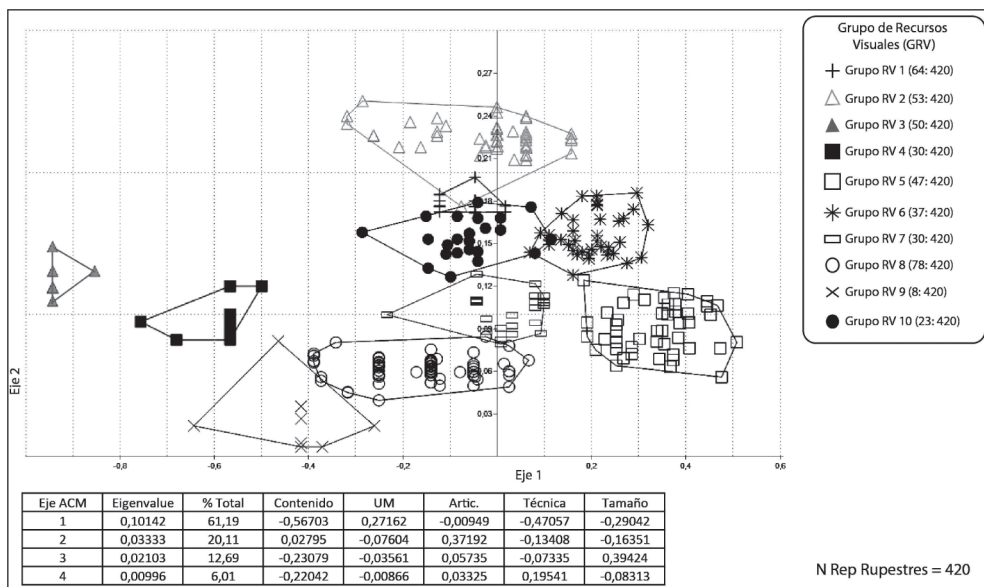 Grupo de Recursos
Visuales (GRV)
Grupo RV 1 (64: 420)
Grupo RV 2 (53: 420)
Grupo RV 3 (50: 420)
Grupo RV 4 (30: 420)
Grupo RV 5 (47: 420)
Grupo RV 6 (37: 420)
Grupo RV 7 (30: 420)
Grupo RV 8 (78: 420)
Grupo RV 9 (8: 420)
Grupo RV 10 (23: 420)
0,27
0,24
0,21
0,18
0,15
0,12
0,09
0,06
0,03
Eje 2
-0,8 -0,6 -0,4 -0,2 0,2 0,4 0,6
Eje 1
Eje ACM Eigenvalue % Total Contenido UM Artic. Técnica Tamaño
1 0,10142 61,19 -0,56703 0,27162 -0,00949 -0,47057 -0,29042
2 0,03333 20,11 0,02795 -0,07604 0,37192 -0,13408 -0,16351
3 0,02103 12,69 -0,23079 -0,03561 0,05735 -0,07335 0,39424
4 0,00996 6,01 -0,22042 -0,00866 0,03325 0,19541 -0,08313
N Rep Rupestres = 420